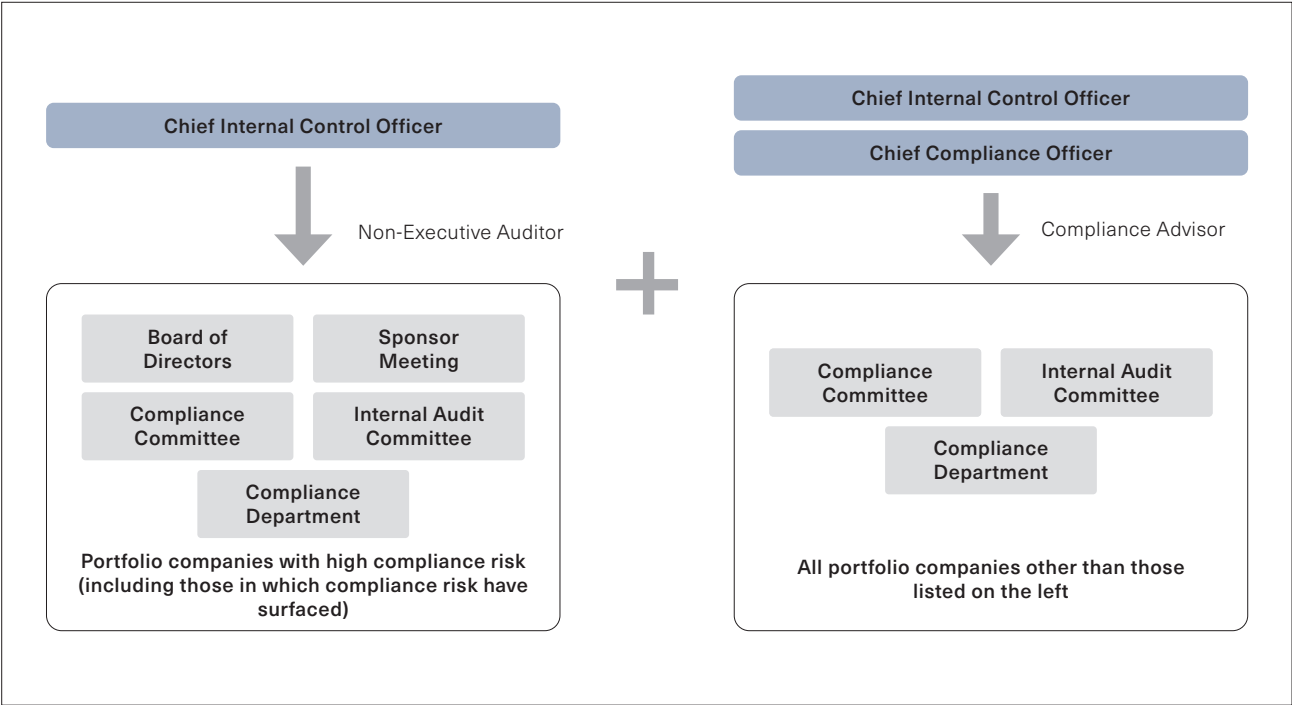 Chief Internal Control Officer
Non-Executive Auditor
Board of
Directors
Sponsor
Meeting
Compliance
Committee
Internal Audit
Committee
Compliance
Department
Portfolio companies with high compliance risk
(including those in which compliance risk have
surfaced)
Chief Internal Control Officer
Chief Compliance Officer
Compliance Advisor
Compliance
Committee
Internal Audit
Committee
Compliance
Department
All portfolio companies other than those
listed on the left